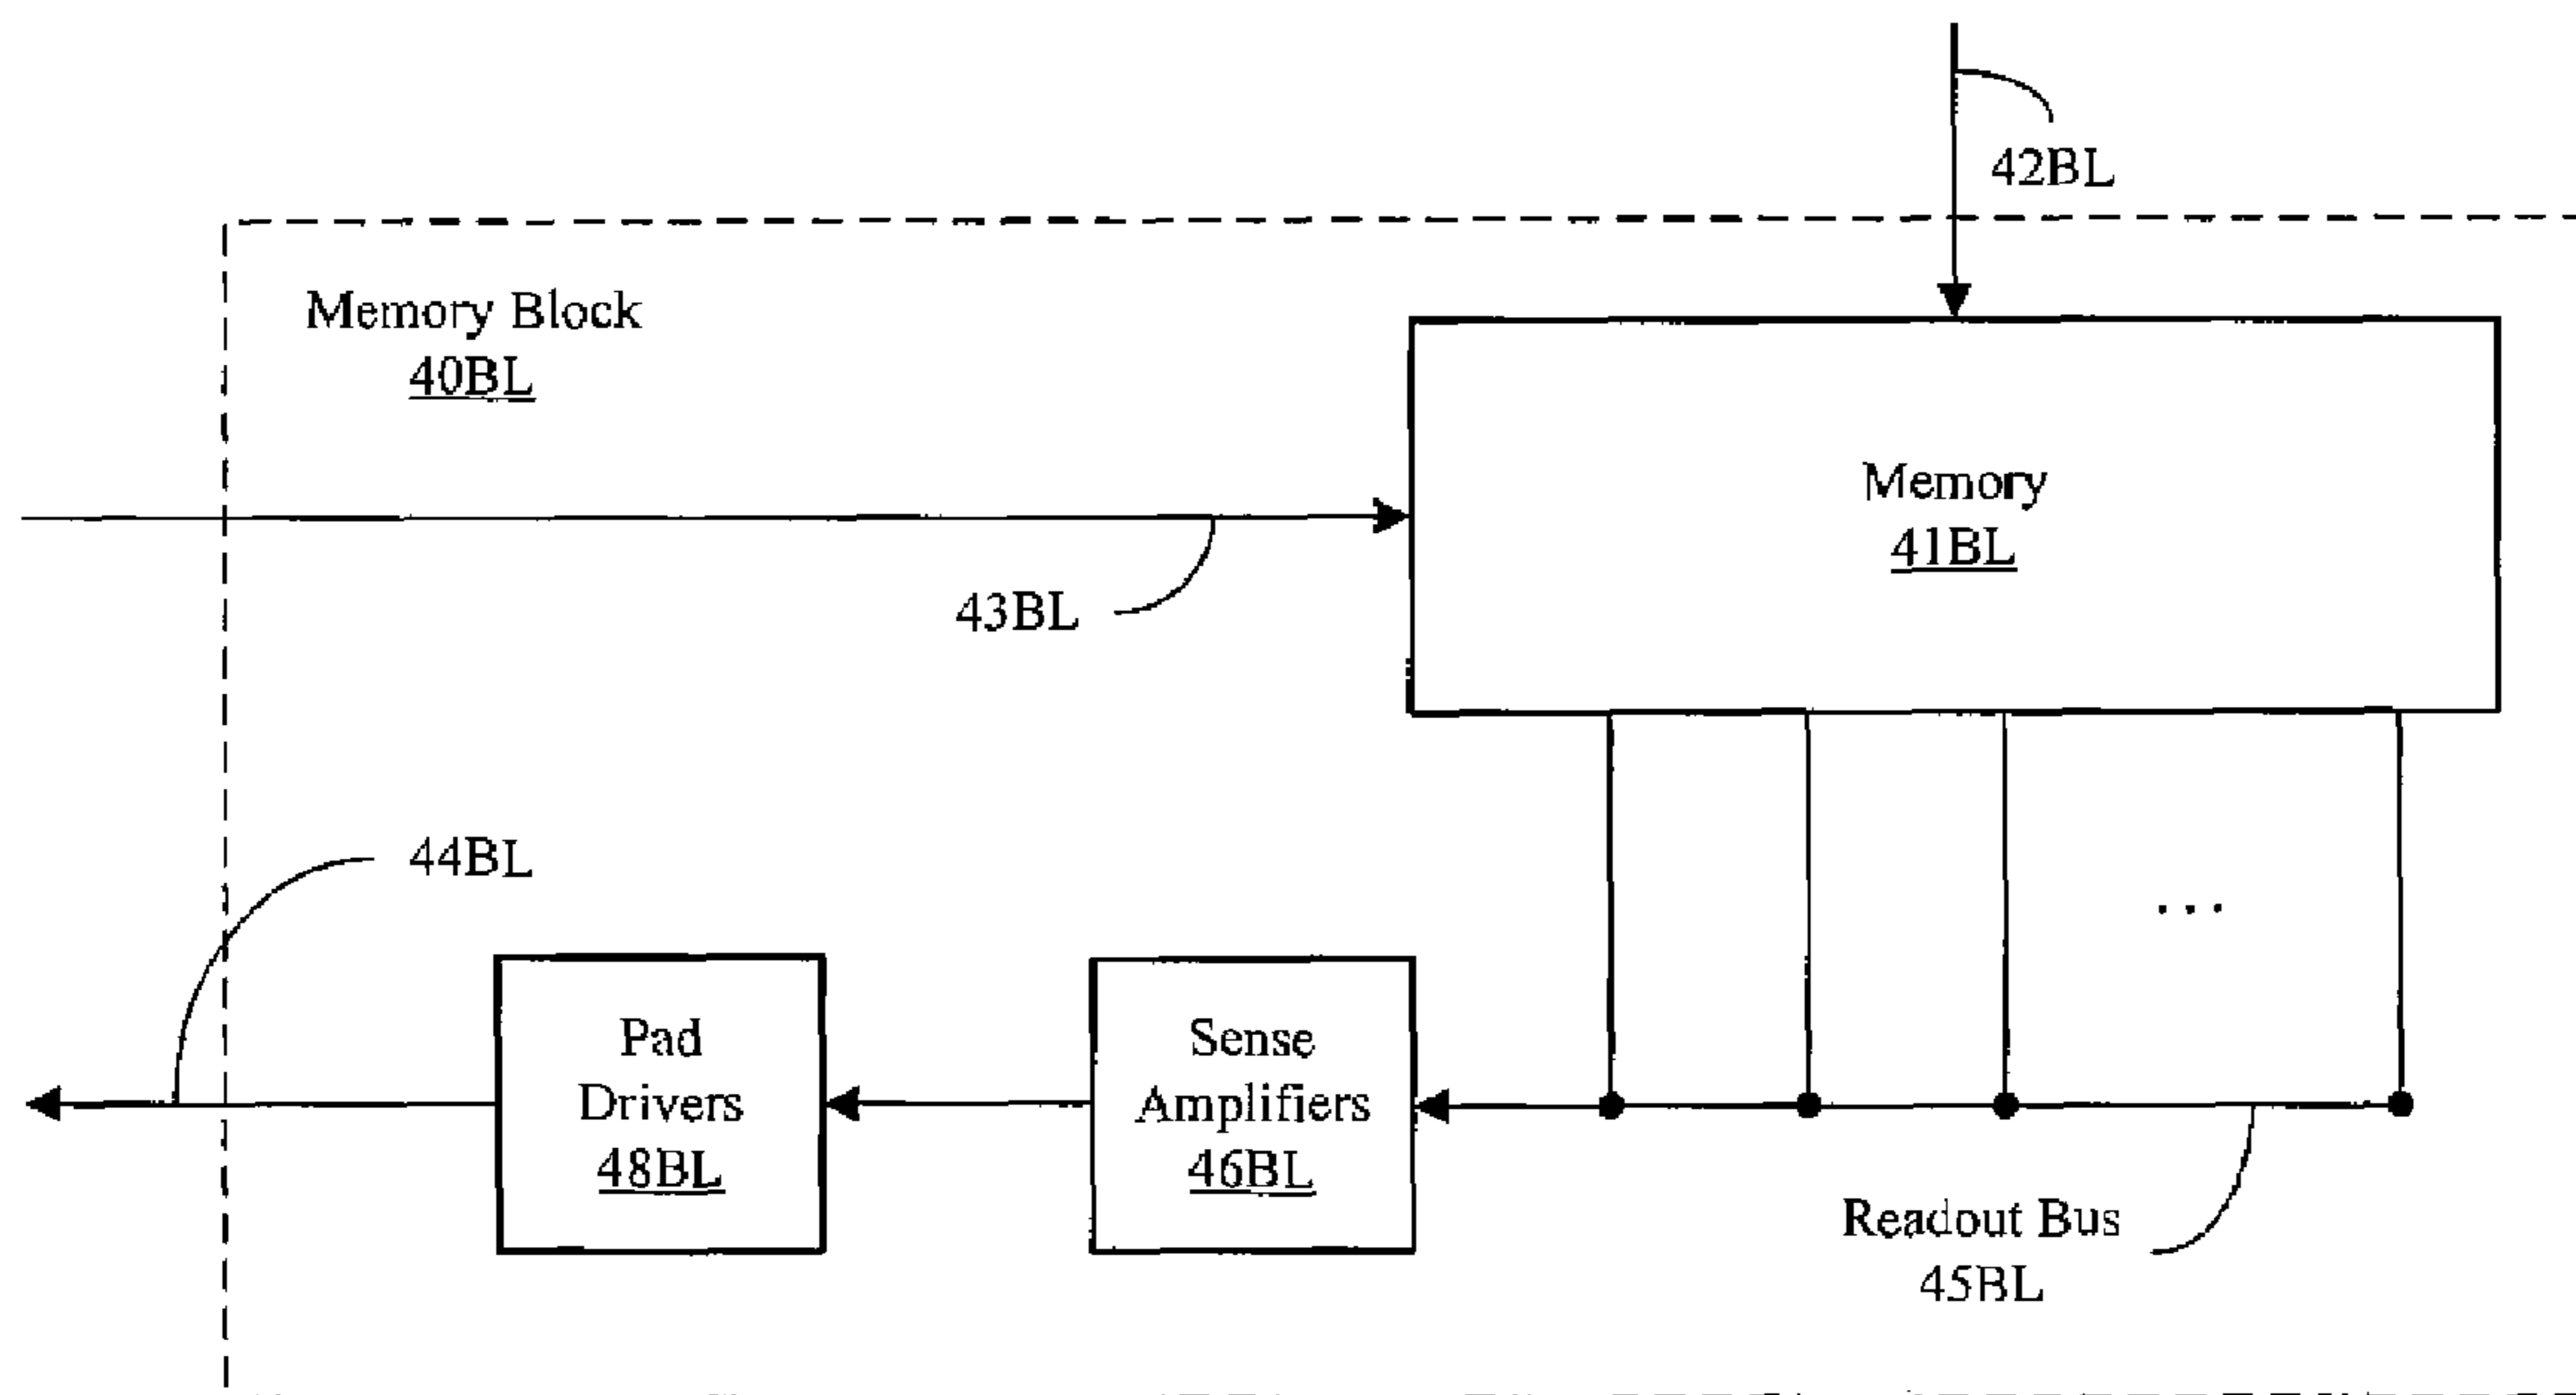 42BL
Memory Block
40BL
Memory
41BL
43BL
44BL
Pad
Drivers
48BL
Sense
Amplifiers
46BL
...
Readout Bus
45BL